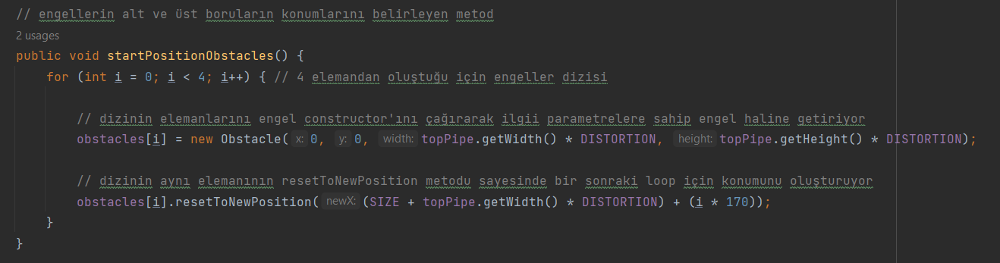 // engellerin alt ve üst boruların konumlarını belirleyen metod
2 usages
public void startPositionObstacles() {
for (int i = 0; i < 4; i++) { // 4 elemandan oluştuğu için engeller dizisi
// dizinin elemanlarını engel constructor'ını çağırarak ilgii parametrelere sahip engel haline getiriyor
obstacles[i] = new Obstacle( x: 0, y: 0, width: topPipe.getWidth() * DISTORTION, height: topPipe.getHeight() * DISTORTION);
// dizinin aynı elemanının resetToNewPosition metodu sayesinde bir sonraki loop için konumunu oluşturuyor
obstacles[i].resetToNewPosition( newX: (SIZE + topPipe.getWidth() * DISTORTION) + (i * 170));
}
}